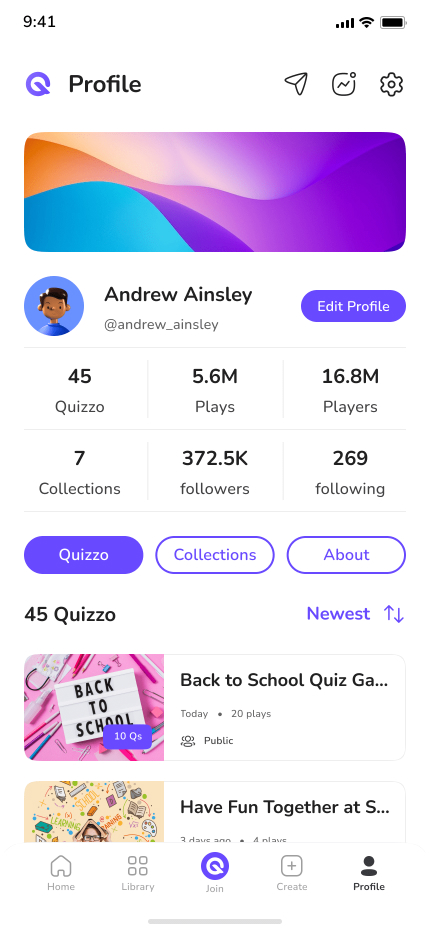 9:41
Profile
Andrew Ainsley
@andrew_ainsley
Edit Profile
45
5.6M
16.8M
Quizzo
Plays
Players
7
372.5K
269
Collections
followers
following
Quizzo
Collections
About
45 Quizzo
Newest
BACK
TO
SCHOOL
10 Qs
Back to School Quiz Ga...
Today • 20 plays
Public
LEARNING
Have Fun Together at S...
3 days ago • 4 plays
Home
Library
Join
Create
Profile